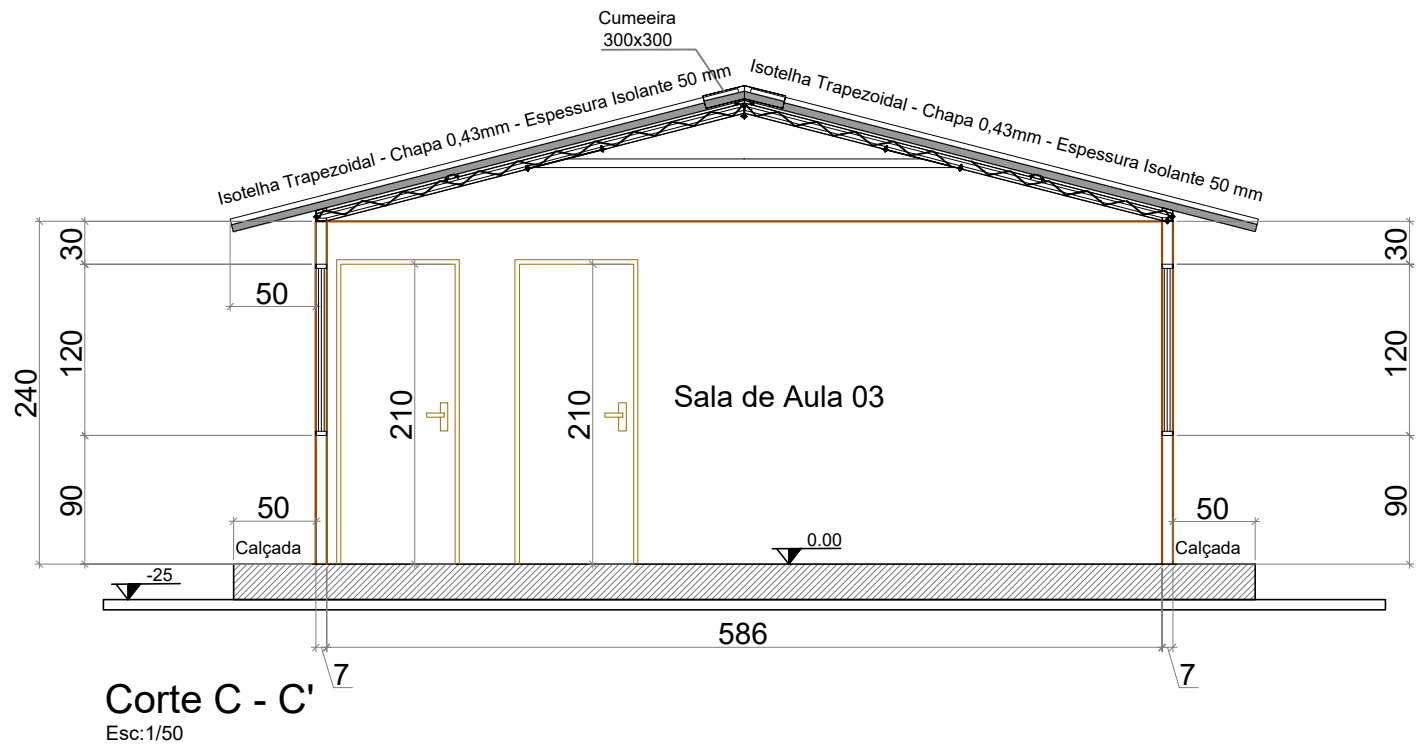 Cumeeira
300x300
Isotelha Trapezoidal - Chapa 0,43mm - Espessura Isolante 50 mm
Isotelha Trapezoidal - Chapa 0,43mm - Espessura Isolante 50 mm
30
30
50
120
120
240
210
210
Sala de Aula 03
90
90
50
50
Calçada
0.00
Calçada
-25
586
7
7
Corte C - C'
Esc:1/50